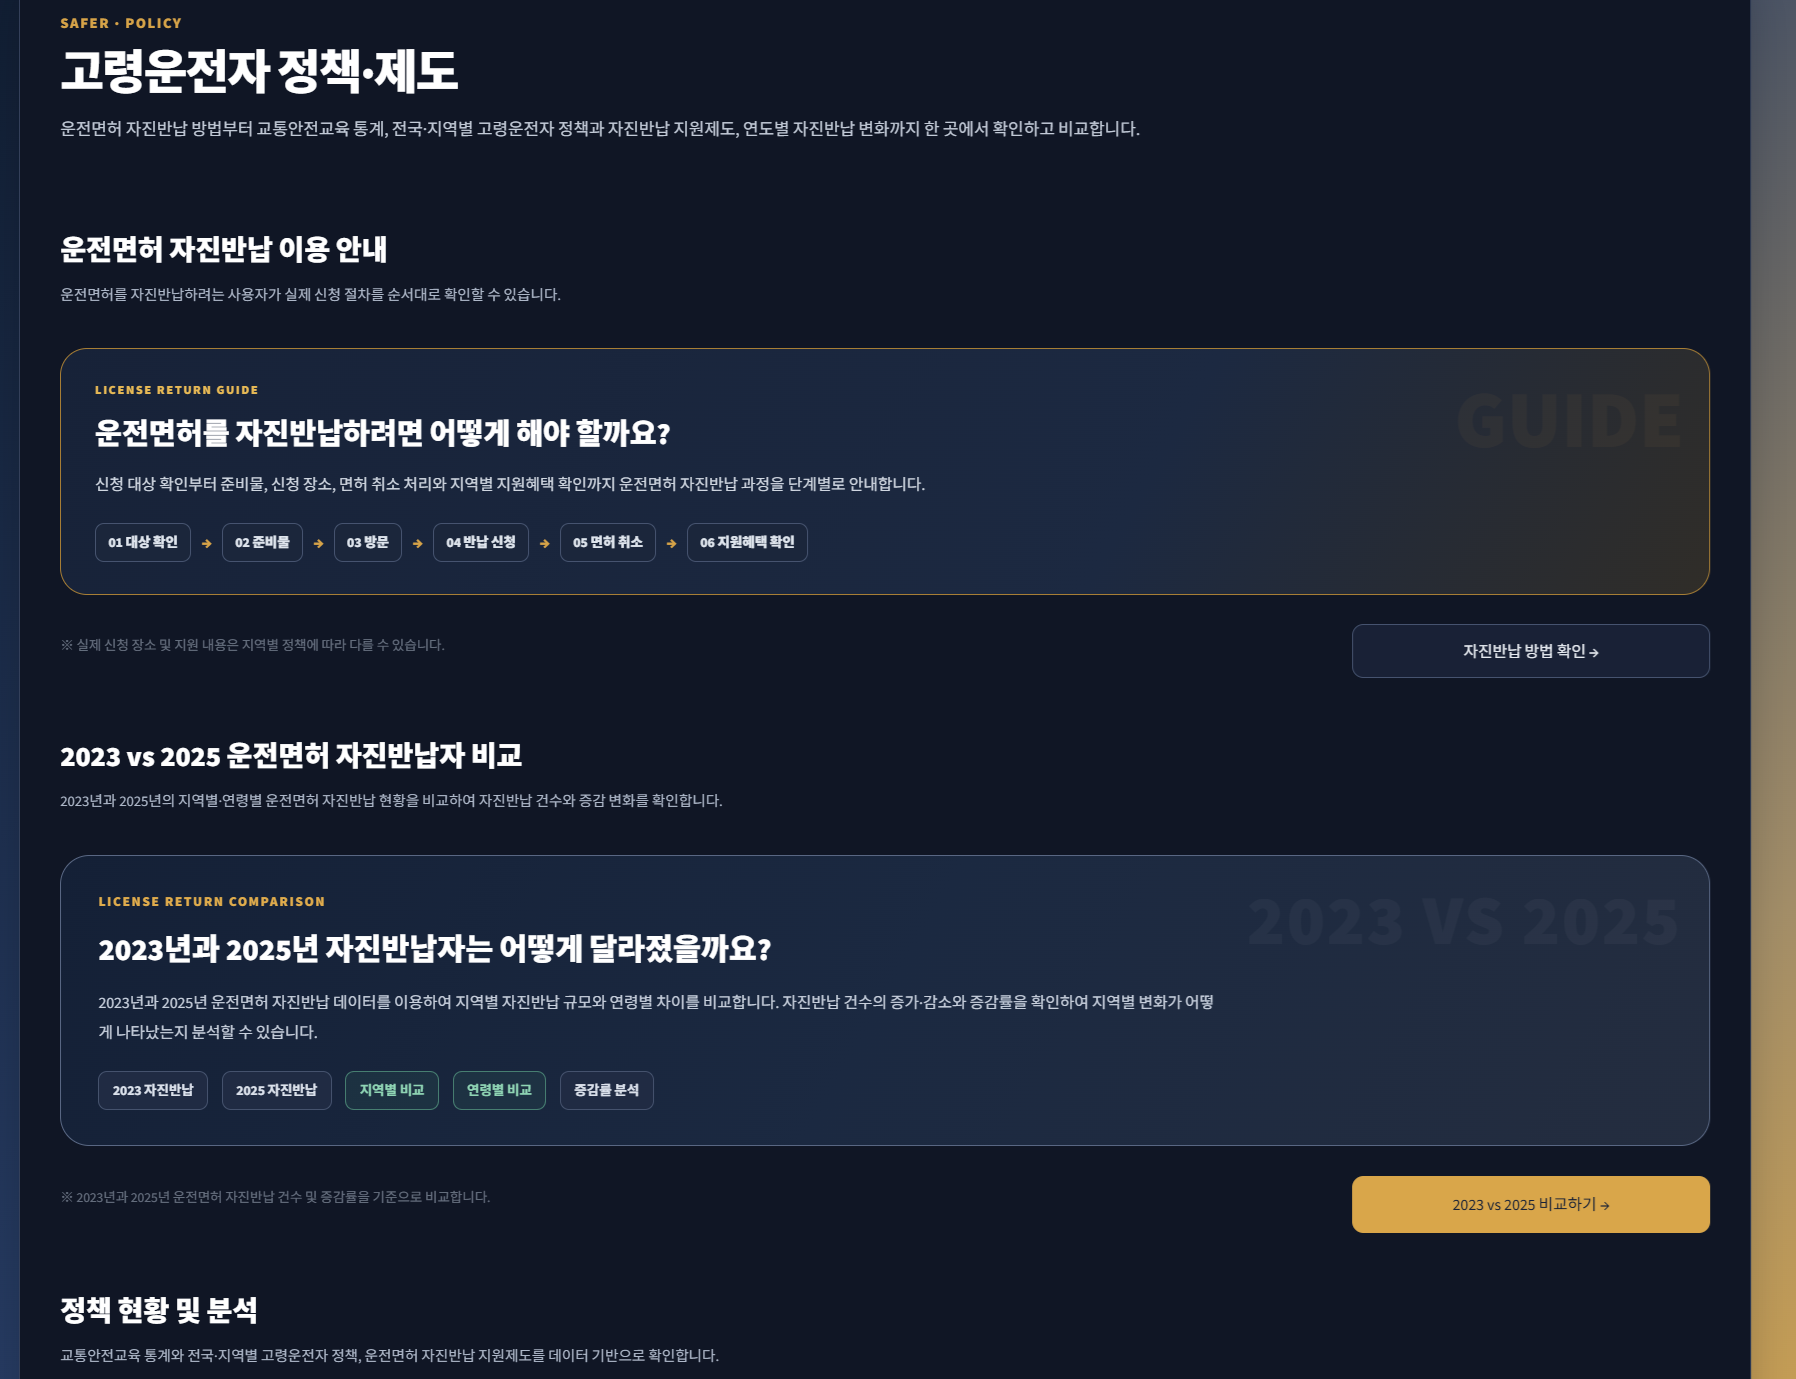 SAFER · POLICY
고령운전자 정책·제도
운전면허 자진반납 방법부터 교통안전교육 통계, 전국·지역별 고령운전자 정책과 자진반납 지원제도, 연도별 자진반납 변화까지 한 곳에서 확인하고 비교합니다.
운전면허 자진반납 이용 안내
운전면허를 자진반납하려는 사용자가 실제 신청 절차를 순서대로 확인할 수 있습니다.
LICENSE RETURN GUIDE
GUIDE
운전면허를 자진반납하려면 어떻게 해야 할까요?
신청 대상 확인부터 준비물, 신청 장소, 면허 취소 처리와 지역별 지원혜택 확인까지 운전면허 자진반납 과정을 단계별로 안내합니다.
01 대상 확인 → 02 준비물 → 03 방문 → 04 반납 신청 → 05 면허 취소 → 06 지원혜택 확인
※ 실제 신청 장소 및 지원 내용은 지역별 정책에 따라 다를 수 있습니다.
자진반납 방법 확인 →
2023 vs 2025 운전면허 자진반납자 비교
2023년과 2025년의 지역별·연령별 운전면허 자진반납 현황을 비교하여 자진반납 건수와 증감 변화를 확인합니다.
LICENSE RETURN COMPARISON
2023 VS 2025
2023년과 2025년 자진반납자는 어떻게 달라졌을까요?
2023년과 2025년 운전면허 자진반납 데이터를 이용하여 지역별 자진반납 규모와 연령별 차이를 비교합니다. 자진반납 건수의 증가·감소와 증감률을 확인하여 지역별 변화가 어떻
게 나타났는지 분석할 수 있습니다.
2023 자진반납 2025 자진반납 지역별 비교 연령별 비교 증감률 분석
※ 2023년과 2025년 운전면허 자진반납 건수 및 증감률을 기준으로 비교합니다.
2023 vs 2025 비교하기 →
정책 현황 및 분석
교통안전교육 통계와 전국·지역별 고령운전자 정책, 운전면허 자진반납 지원제도를 데이터 기반으로 확인합니다.